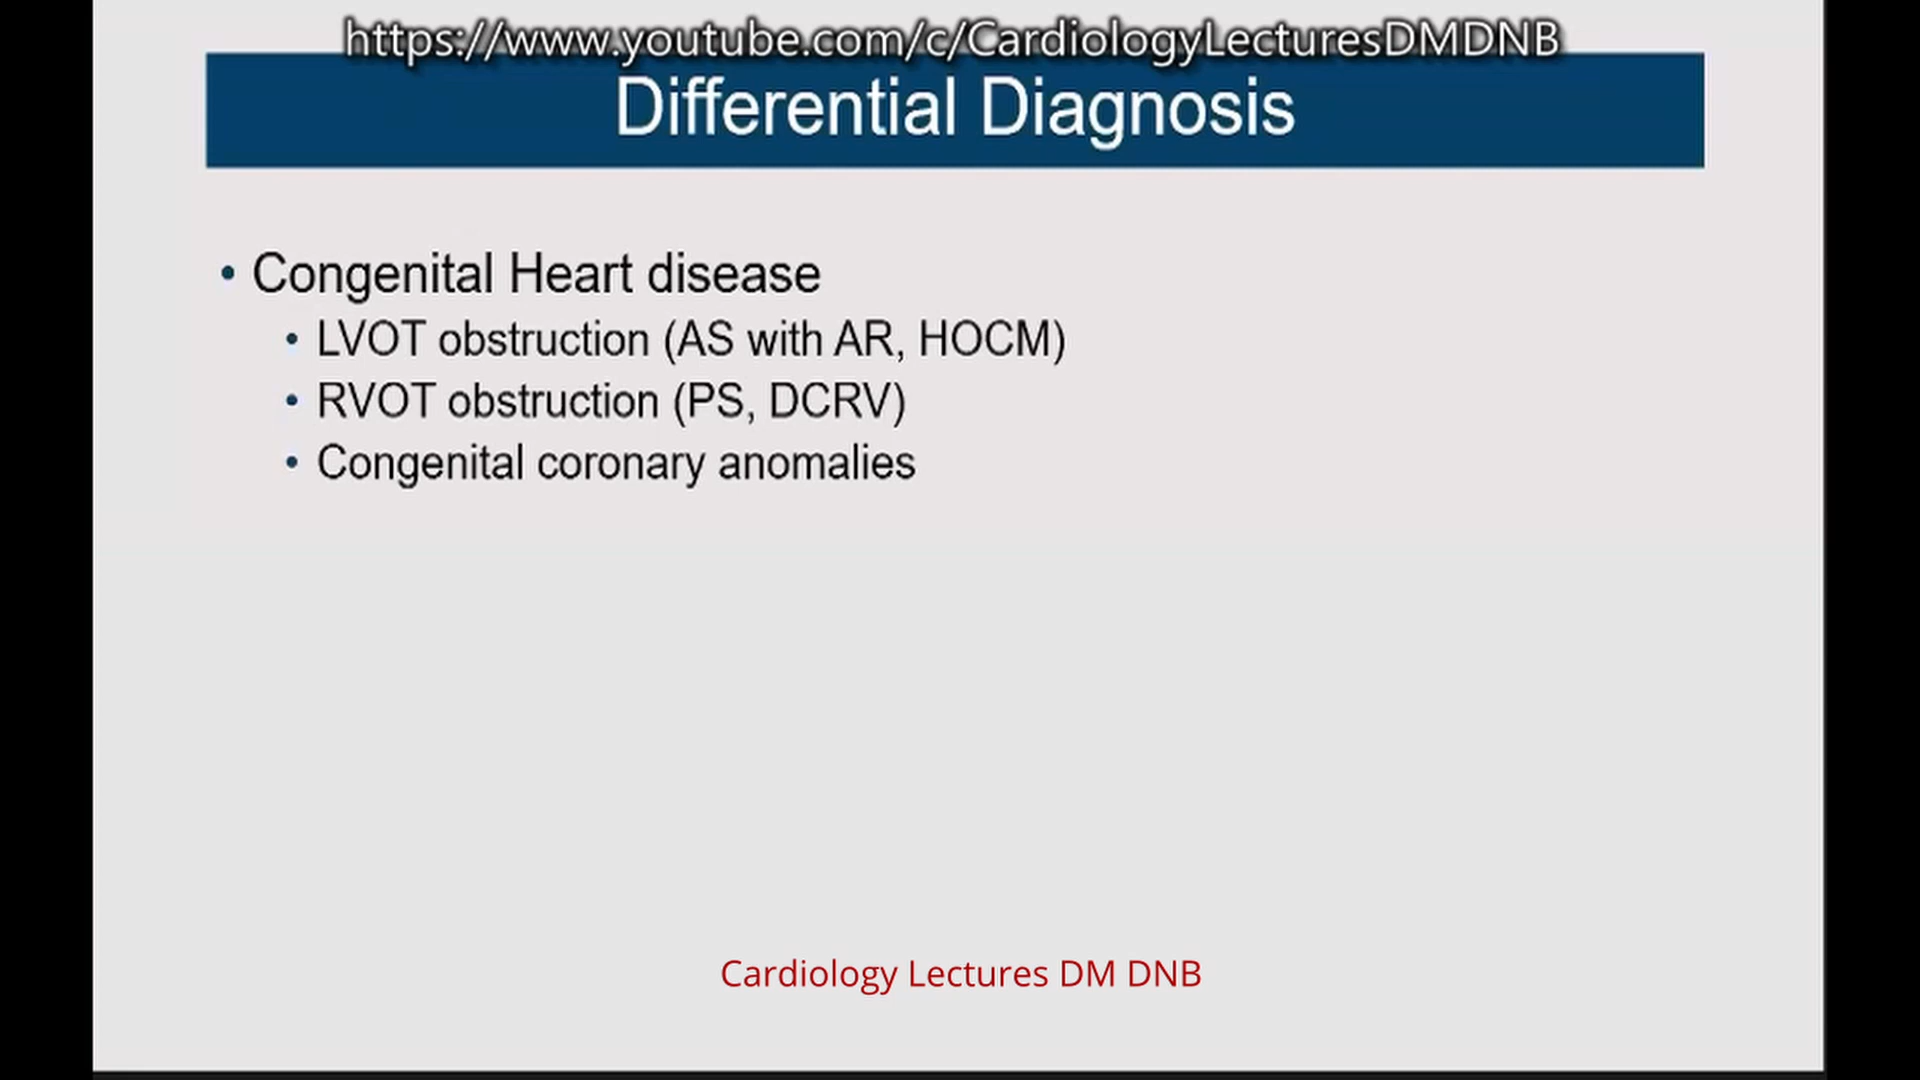 https://www.youtube.com/c/CardiologyLecturesDMDNB
Differential Diagnosis
• Congenital Heart disease
• LVOT obstruction (AS with AR, HOCM)
• RVOT obstruction (PS, DCRV)
• Congenital coronary anomalies
Cardiology Lectures DM DNB